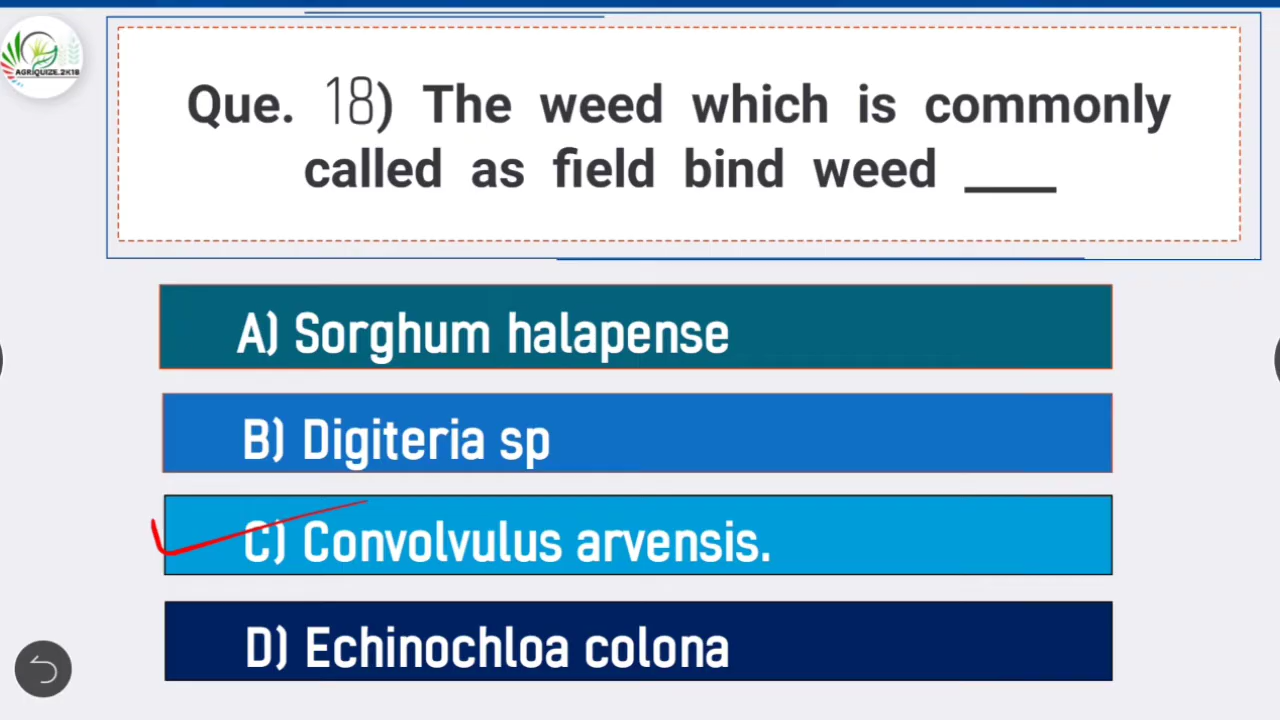 AGRIQUIZE.2K18
Que. 18) The weed which is commonly
called as field bind weed ____
A) Sorghum halapense
B) Digiteria sp
C) Convolvulus arvensis.
D) Echinochloa colona